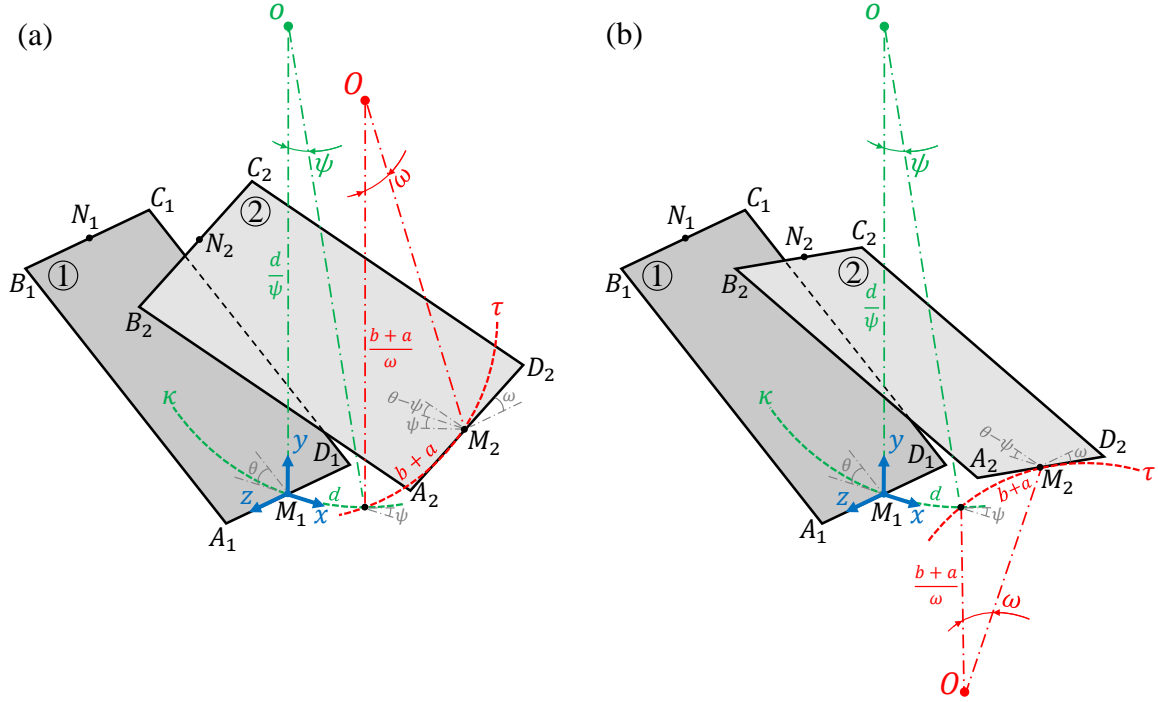 (a)
o
O
ψ
ω
C₂
②
C₁
N₁
N₂
①
B₁
B₂
d/ψ
(b+a)/ω
τ
D₂
κ
θ−ψ
ψ
ω
M₂
D₁
b+a
y
θ
A₂
d
z
M₁
x
ψ
A₁
(b)
o
ψ
C₁
N₁
C₂
N₂
②
①
B₁
B₂
d/ψ
κ
D₂
D₁
θ−ψ
ω
A₂
M₂
τ
y
θ
b+a
d
z
M₁
x
ψ
A₁
(b+a)/ω
ω
O